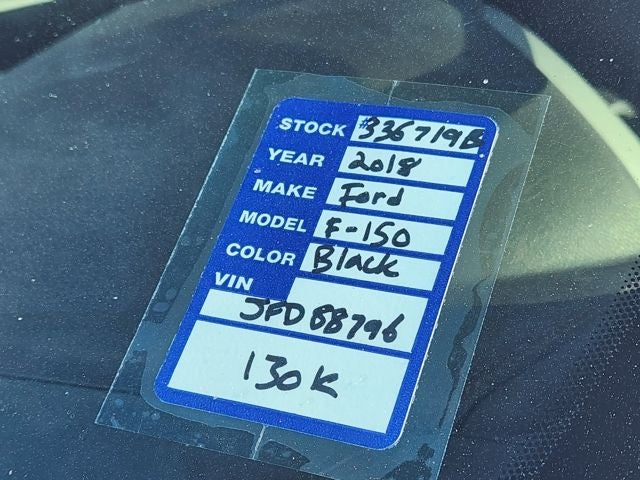 STOCK #336719B
YEAR 2018
MAKE Ford
MODEL F-150
COLOR Black
VIN
JFD88796
130K